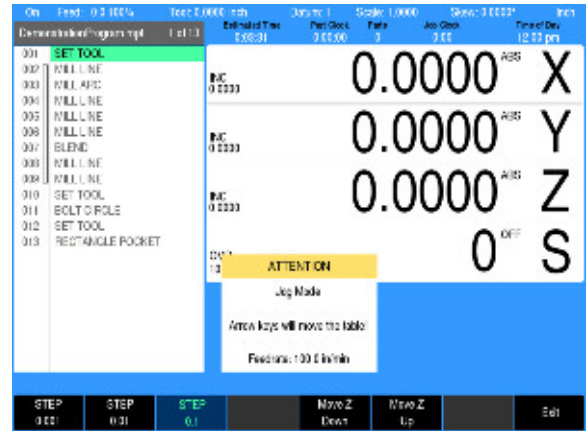 On Feed: 0.0 100% Tool: 0.0000 inch Datum: 1 Scale: 1.0000 Skew: 0.0000° Inch
DemonstrationProgram.mpt 1 of 13
Estimated Time Part Clock Parts Job Clock Time of Day
0:00:00 0 0:00 12:00 pm
001 SET TOOL
002 MILL LINE
003 MILL ARC
004 MILL LINE
005 MILL LINE
006 MILL LINE
007 BLEND
008 MILL LINE
009 MILL LINE
010 SET TOOL
011 BOLT CIRCLE
012 SET TOOL
013 RECTANGLE POCKET
INC 0.0000 0.0000 ABS X
INC 0.0000 0.0000 ABS Y
INC 0.0000 0.0000 ABS Z
0 OFF S
ATTENTION
Jog Mode
Arrow keys will move the table!
Feedrate: 100.0 in/min
STEP 0.001
STEP 0.01
STEP 0.1
Move Z Down
Move Z Up
Exit